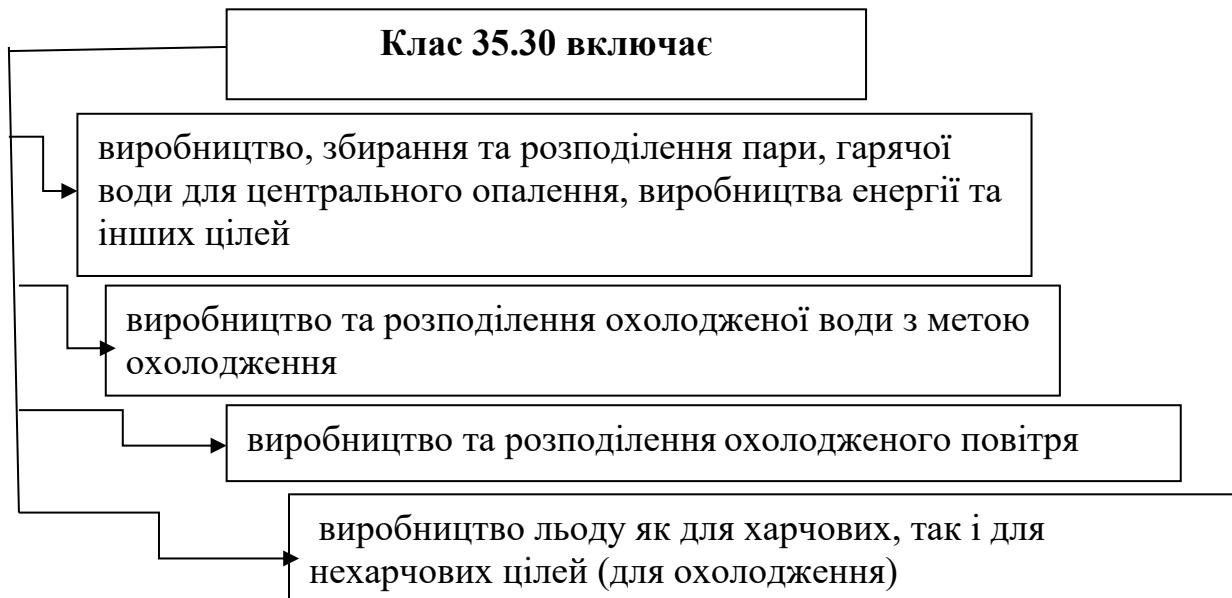 Клас 35.30 включає
виробництво, збирання та розподілення пари, гарячої
води для центрального опалення, виробництва енергії та
інших цілей
виробництво та розподілення охолодженої води з метою
охолодження
виробництво та розподілення охолодженого повітря
виробництво льоду як для харчових, так і для
нехарчових цілей (для охолодження)